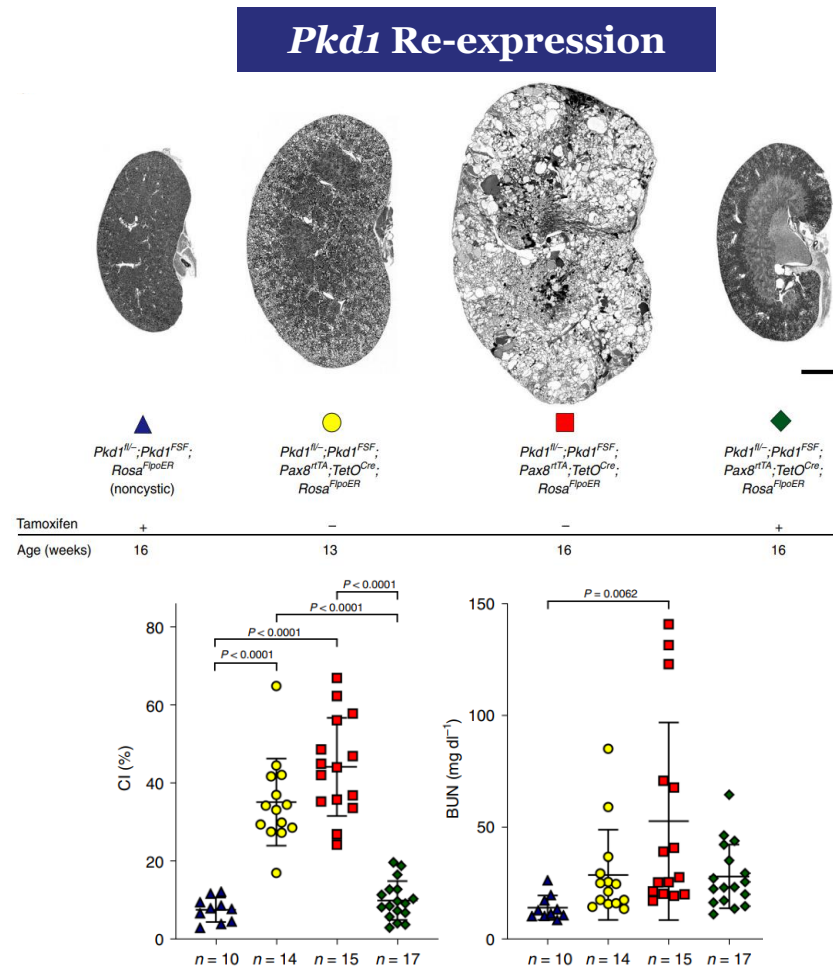 Pkd1 Re-expression
Pkd1fl/–;Pkd1FSF;
RosaFlpoER
(noncystic)
Pkd1fl/–;Pkd1FSF;
Pax8rtTA;TetOCre;
RosaFlpoER
Pkd1fl/–;Pkd1FSF;
Pax8rtTA;TetOCre;
RosaFlpoER
Pkd1fl/–;Pkd1FSF;
Pax8rtTA;TetOCre;
RosaFlpoER
Tamoxifen + – – +
Age (weeks) 16 13 16 16
CI (%)
80
60
40
20
0
P < 0.0001
P < 0.0001
P < 0.0001
P < 0.0001
n = 10 n = 14 n = 15 n = 17
BUN (mg dl–1)
150
100
50
0
P = 0.0062
n = 10 n = 14 n = 15 n = 17